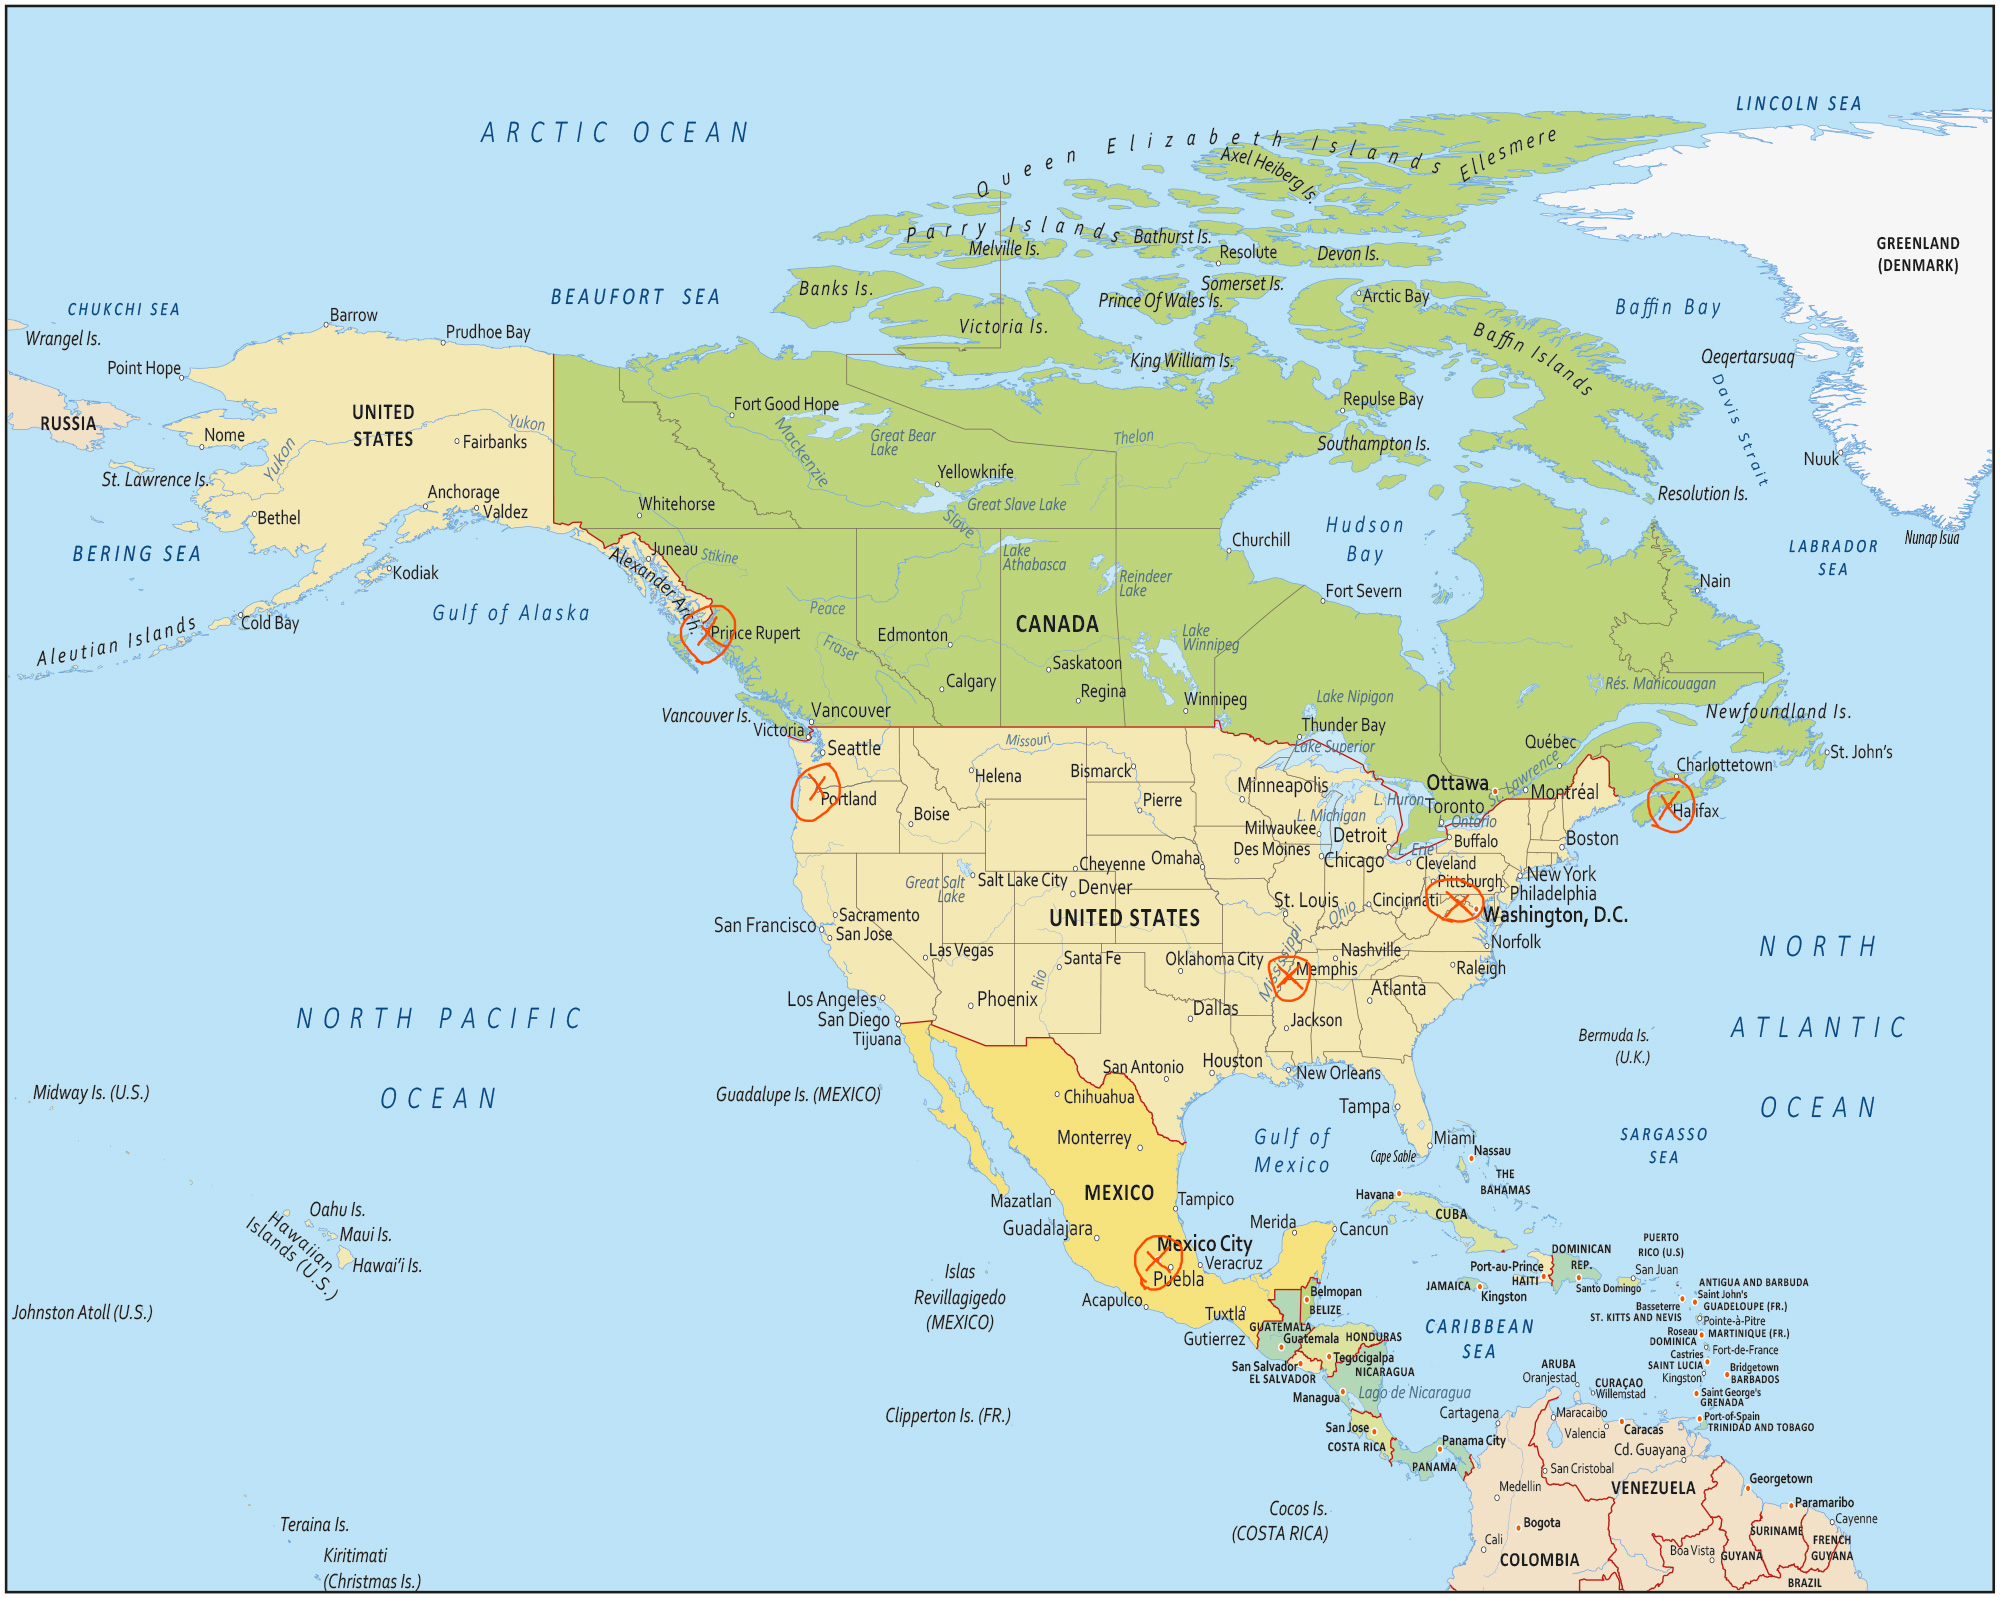 LINCOLN SEA
ARCTIC OCEAN
Queen Elizabeth Islands
Ellesmere
Axel Heiberg Is.
Parry Islands
Melville Is.
Bathurst Is.
Resolute
Devon Is.
GREENLAND
(DENMARK)
CHUKCHI SEA
BEAUFORT SEA
Banks Is.
Somerset Is.
Prince Of Wales Is.
Arctic Bay
Baffin Bay
Wrangel Is.
Barrow
Prudhoe Bay
Victoria Is.
King William Is.
Baffin Islands
Qeqertarsuaq
Point Hope
Davis Strait
RUSSIA
UNITED
STATES
Yukon
Fort Good Hope
Mackenzie
Great Bear
Lake
Thelon
Repulse Bay
Southampton Is.
Nome
Yukon
Fairbanks
Nuuk
St. Lawrence Is.
Yellowknife
Great Slave Lake
Slave
Resolution Is.
Anchorage
Valdez
Whitehorse
Bethel
Hudson
Bay
Nunap Isua
BERING SEA
Juneau
Stikine
Alexander Arch.
Lake
Athabasca
Churchill
LABRADOR
SEA
Kodiak
Reindeer
Lake
Fort Severn
Nain
Gulf of Alaska
Peace
CANADA
Aleutian Islands
Cold Bay
Prince Rupert
Fraser
Edmonton
Lake
Winnipeg
Saskatoon
Calgary
Regina
Winnipeg
Lake Nipigon
Rés. Manicouagan
Vancouver Is.
Vancouver
Victoria
Thunder Bay
Newfoundland Is.
Seattle
Missouri
Lake Superior
Québec
St. John's
Helena
Bismarck
Minneapolis
Ottawa
St. Lawrence
Charlottetown
Portland
Boise
Pierre
L. Huron
Toronto
Montréal
Halifax
L. Michigan
L. Ontario
Milwaukee
Detroit
Buffalo
Boston
Des Moines
Chicago
L. Erie
Cheyenne
Omaha
Cleveland
Great Salt
Lake
Salt Lake City
Denver
Pittsburgh
New York
Philadelphia
St. Louis
Ohio
Cincinnati
Washington, D.C.
Sacramento
San Francisco
San Jose
UNITED STATES
Las Vegas
Santa Fe
Oklahoma City
Mississippi
Nashville
Norfolk
Memphis
Raleigh
NORTH
ATLANTIC
OCEAN
Los Angeles
San Diego
Tijuana
Phoenix
Rio
Dallas
Atlanta
Jackson
NORTH PACIFIC
OCEAN
San Antonio
Houston
New Orleans
Bermuda Is.
(U.K.)
Midway Is. (U.S.)
Guadalupe Is. (MEXICO)
Chihuahua
Tampa
Monterrey
Gulf of
Mexico
Miami
Cape Sable
Nassau
THE
BAHAMAS
SARGASSO
SEA
Mazatlan
MEXICO
Tampico
Havana
CUBA
Oahu Is.
Maui Is.
Hawai'i Is.
Hawaiian
Islands (U.S.)
Guadalajara
Merida
Cancun
Mexico City
Veracruz
Puebla
PUERTO
RICO (U.S)
DOMINICAN
REP.
Port-au-Prince
HAITI
San Juan
Santo Domingo
JAMAICA
Kingston
Islas
Revillagigedo
(MEXICO)
Acapulco
Tuxtla
Gutierrez
Belmopan
BELIZE
ANTIGUA AND BARBUDA
Saint John's
Basseterre
ST. KITTS AND NEVIS
GUADELOUPE (FR.)
Pointe-à-Pitre
Johnston Atoll (U.S.)
GUATEMALA
Guatemala
HONDURAS
Tegucigalpa
CARIBBEAN
SEA
Roseau
DOMINICA
MARTINIQUE (FR.)
Fort-de-France
San Salvador
EL SALVADOR
NICARAGUA
Castries
SAINT LUCIA
Kingston
Bridgetown
BARBADOS
Managua
Lago de Nicaragua
ARUBA
Oranjestad
CURAÇAO
Willemstad
Saint George's
GRENADA
Clipperton Is. (FR.)
San Jose
COSTA RICA
Cartagena
Maracaibo
Valencia
Caracas
Port-of-Spain
TRINIDAD AND TOBAGO
Panama City
PANAMA
Cd. Guayana
San Cristobal
Medellin
VENEZUELA
Georgetown
Cocos Is.
(COSTA RICA)
Paramaribo
Teraina Is.
Bogota
Cali
SURINAME
Cayenne
FRENCH
GUYANA
Boa Vista
GUYANA
Kiritimati
(Christmas Is.)
COLOMBIA
BRAZIL